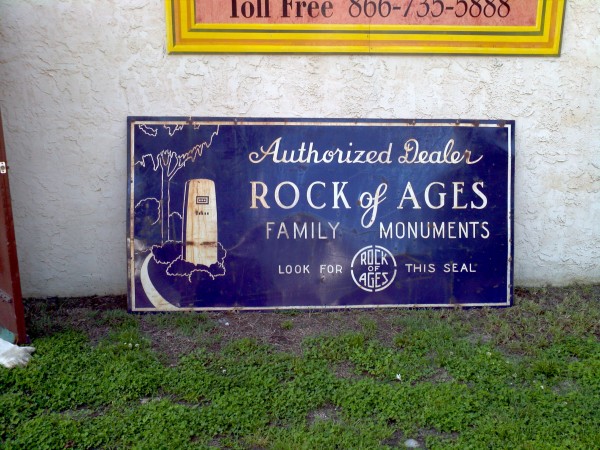 Toll Free 866-735-5888
Authorized Dealer
ROCK of AGES
FAMILY MONUMENTS
LOOK FOR ROCK OF AGES THIS SEAL